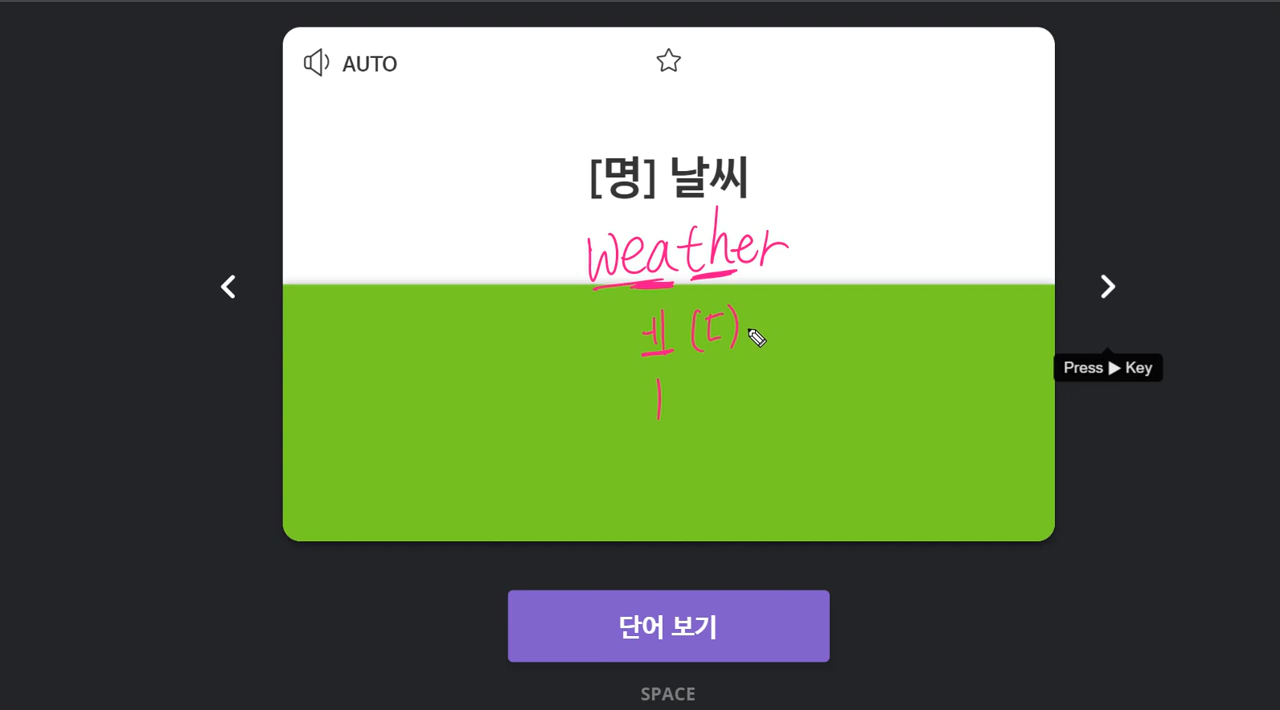 AUTO
[명] 날씨
weather
ㅔ (ㄷ)
ㅣ
Press ▶ Key
단어 보기
SPACE